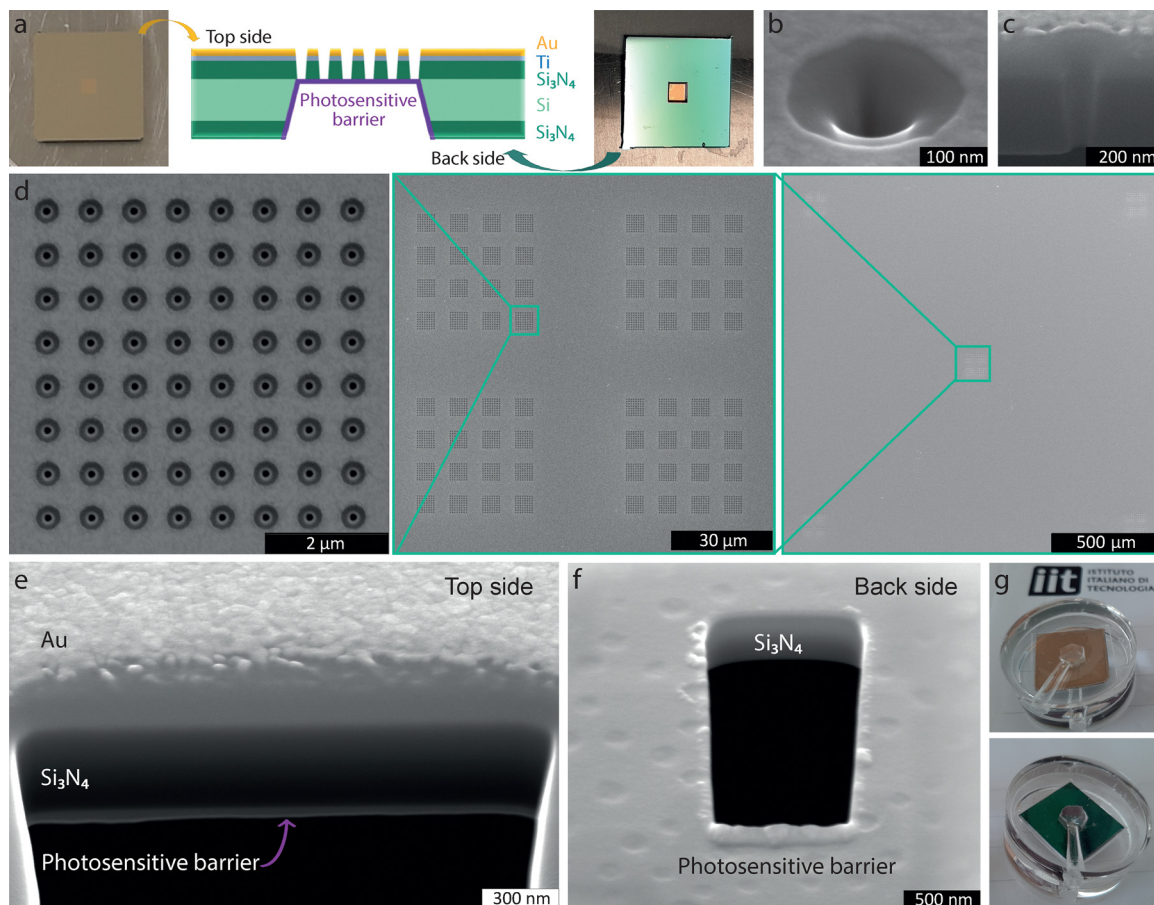 a
Top side
Au
Ti
Si₃N₄
Si
Si₃N₄
Photosensitive
barrier
Back side
b
100 nm
c
200 nm
d
2 µm
30 µm
500 µm
e
Top side
Au
Si₃N₄
Photosensitive barrier
300 nm
f
Back side
Si₃N₄
Photosensitive barrier
500 nm
g
iit
ISTITUTO
ITALIANO DI
TECNOLOGIA